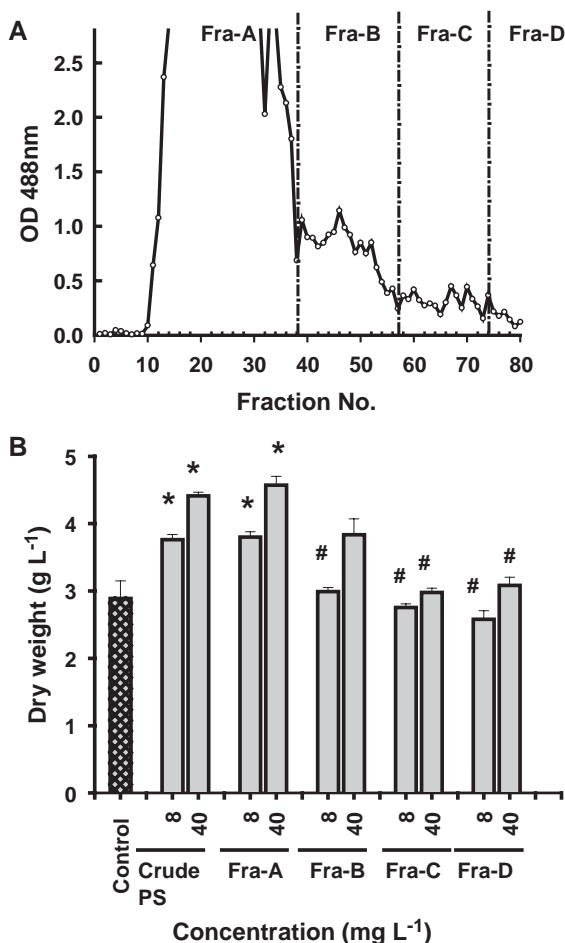 A
Fra-A Fra-B Fra-C Fra-D
2.5
2.0
1.5
1.0
0.5
0.0
OD 488nm
0 10 20 30 40 50 60 70 80
Fraction No.
B
5
4
3
2
1
0
Dry weight (g L-1)
* * * * # # # # #
Control 8 40 8 40 8 40 8 40 8 40
Crude Fra-A Fra-B Fra-C Fra-D
PS
Concentration (mg L-1)